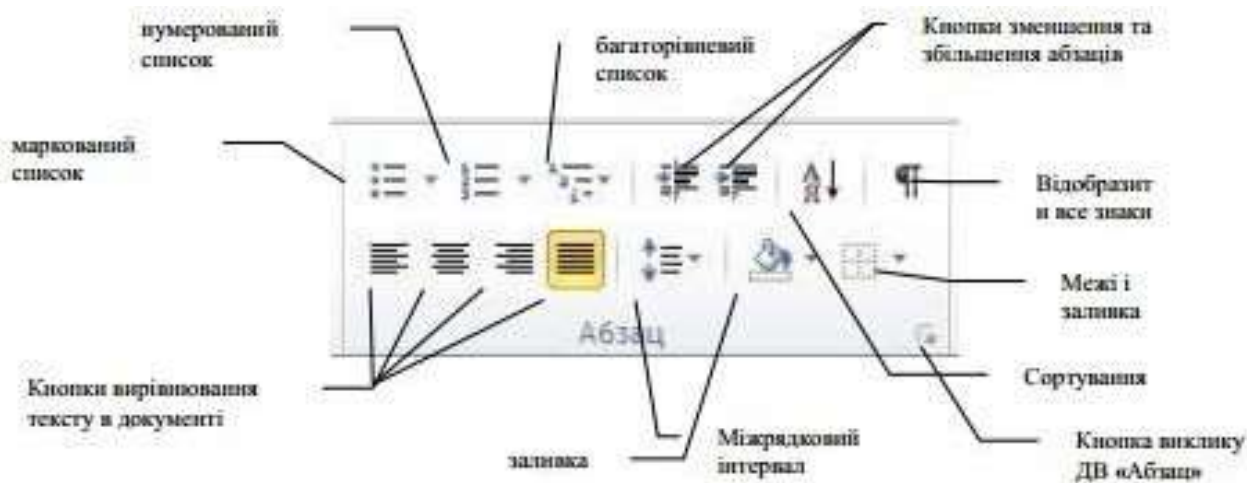 нумерований
список
багаторівневий
список
Кнопки зменшення та
збільшення абзаців
маркований
список
Відобразит
и все знаки
Межі і
заливка
Абзац
Кнопки вирівнювання
тексту в документі
Сортування
заливка
Міжрядковий
інтервал
Кнопка виклику
ДВ «Абзац»